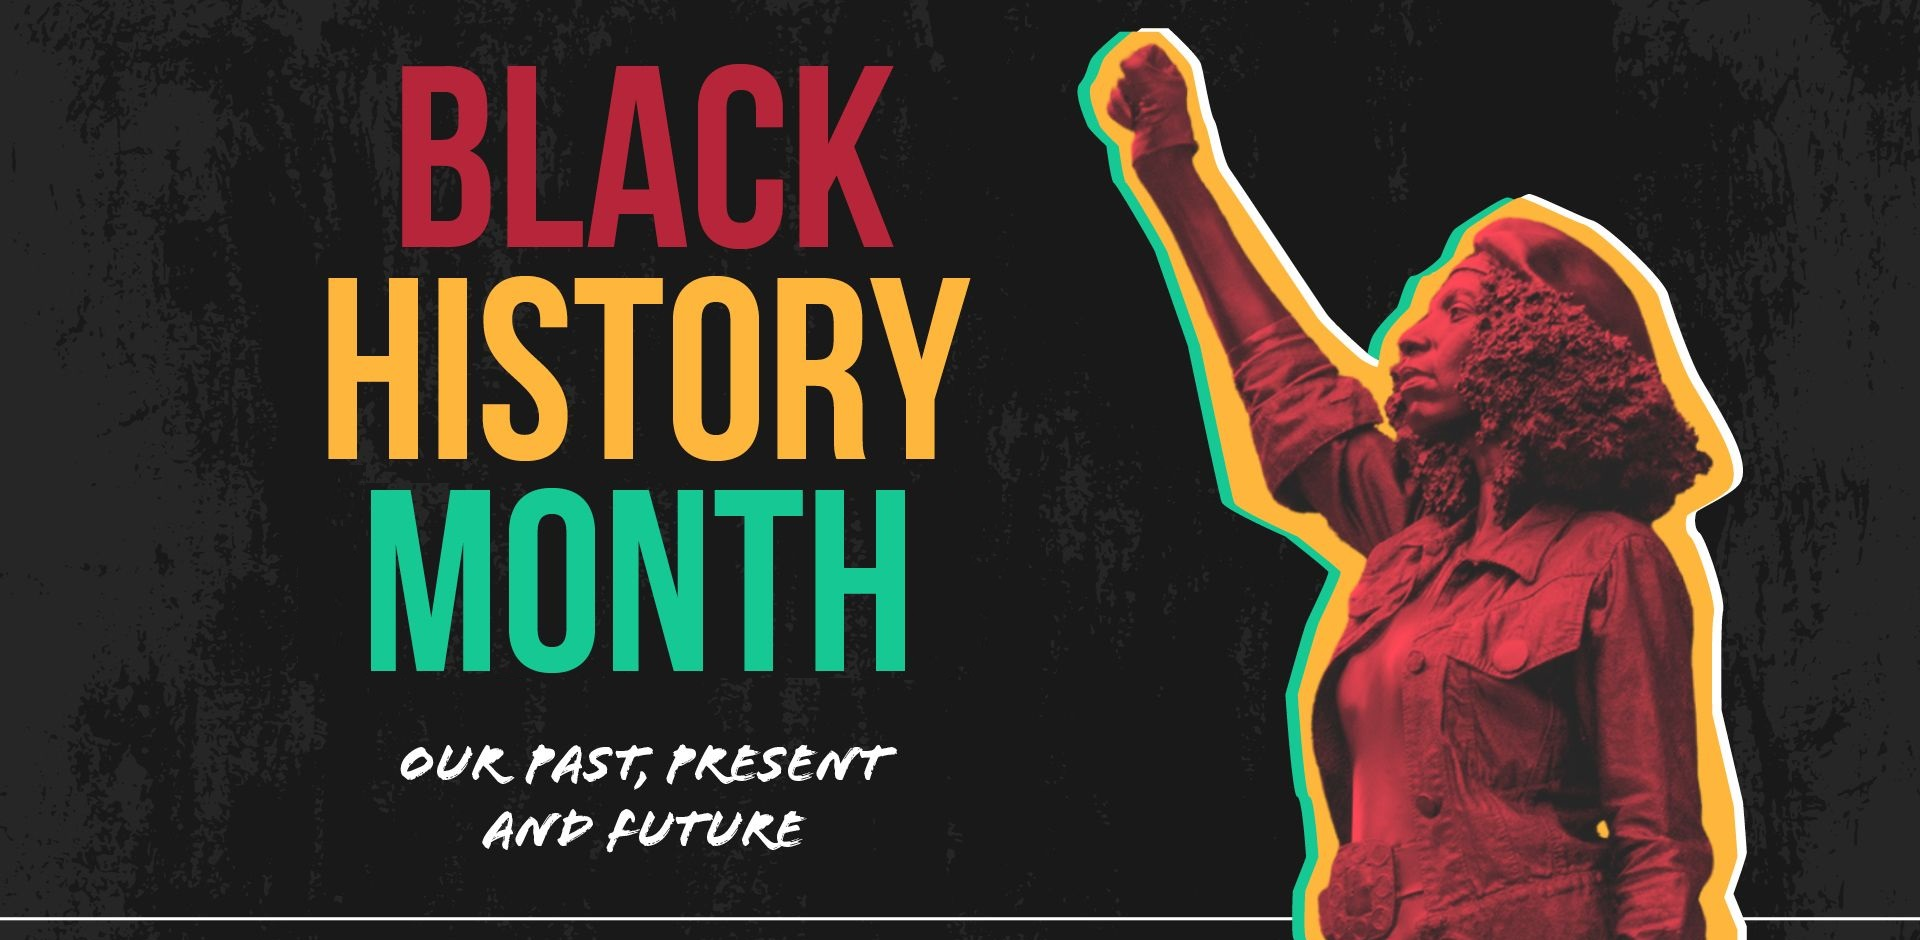 BLACK
HISTORY
MONTH
OUR PAST, PRESENT
AND FUTURE